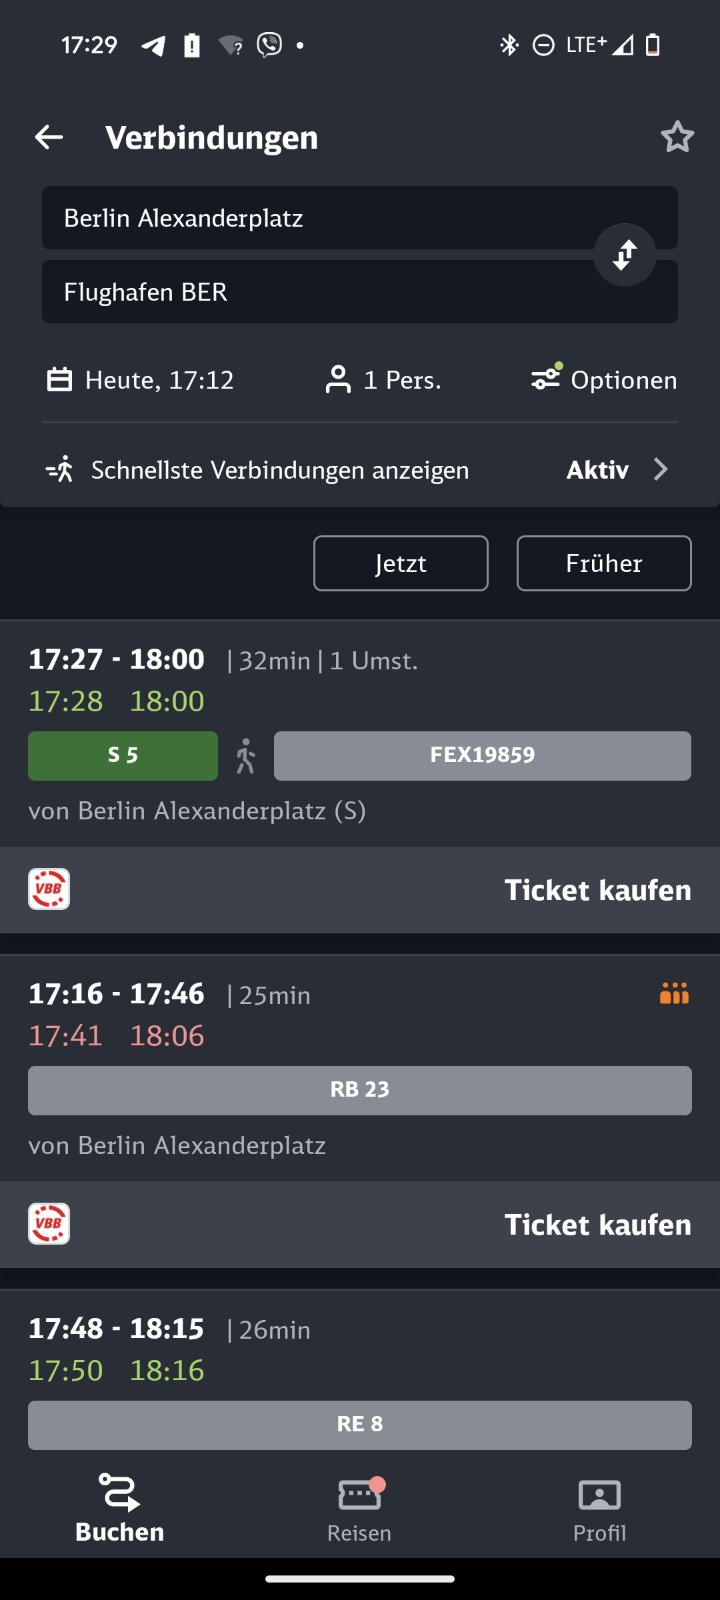 17:29 LTE+
Verbindungen
Berlin Alexanderplatz
Flughafen BER
Heute, 17:12 1 Pers. Optionen
Schnellste Verbindungen anzeigen Aktiv
Jetzt Früher
17:27 - 18:00 | 32min | 1 Umst.
17:28 18:00
S 5 FEX19859
von Berlin Alexanderplatz (S)
VBB Ticket kaufen
17:16 - 17:46 | 25min
17:41 18:06
RB 23
von Berlin Alexanderplatz
VBB Ticket kaufen
17:48 - 18:15 | 26min
17:50 18:16
RE 8
Buchen Reisen Profil